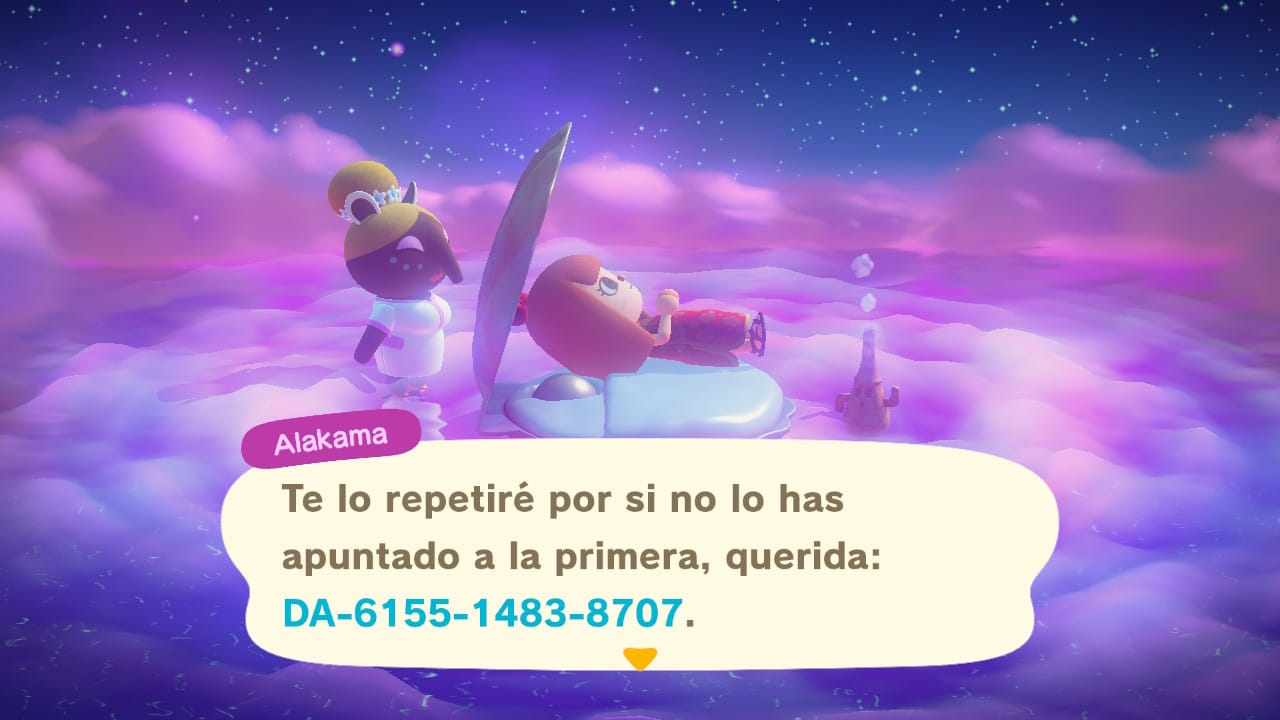 Alakama
Te lo repetiré por si no lo has
apuntado a la primera, querida:
DA-6155-1483-8707.